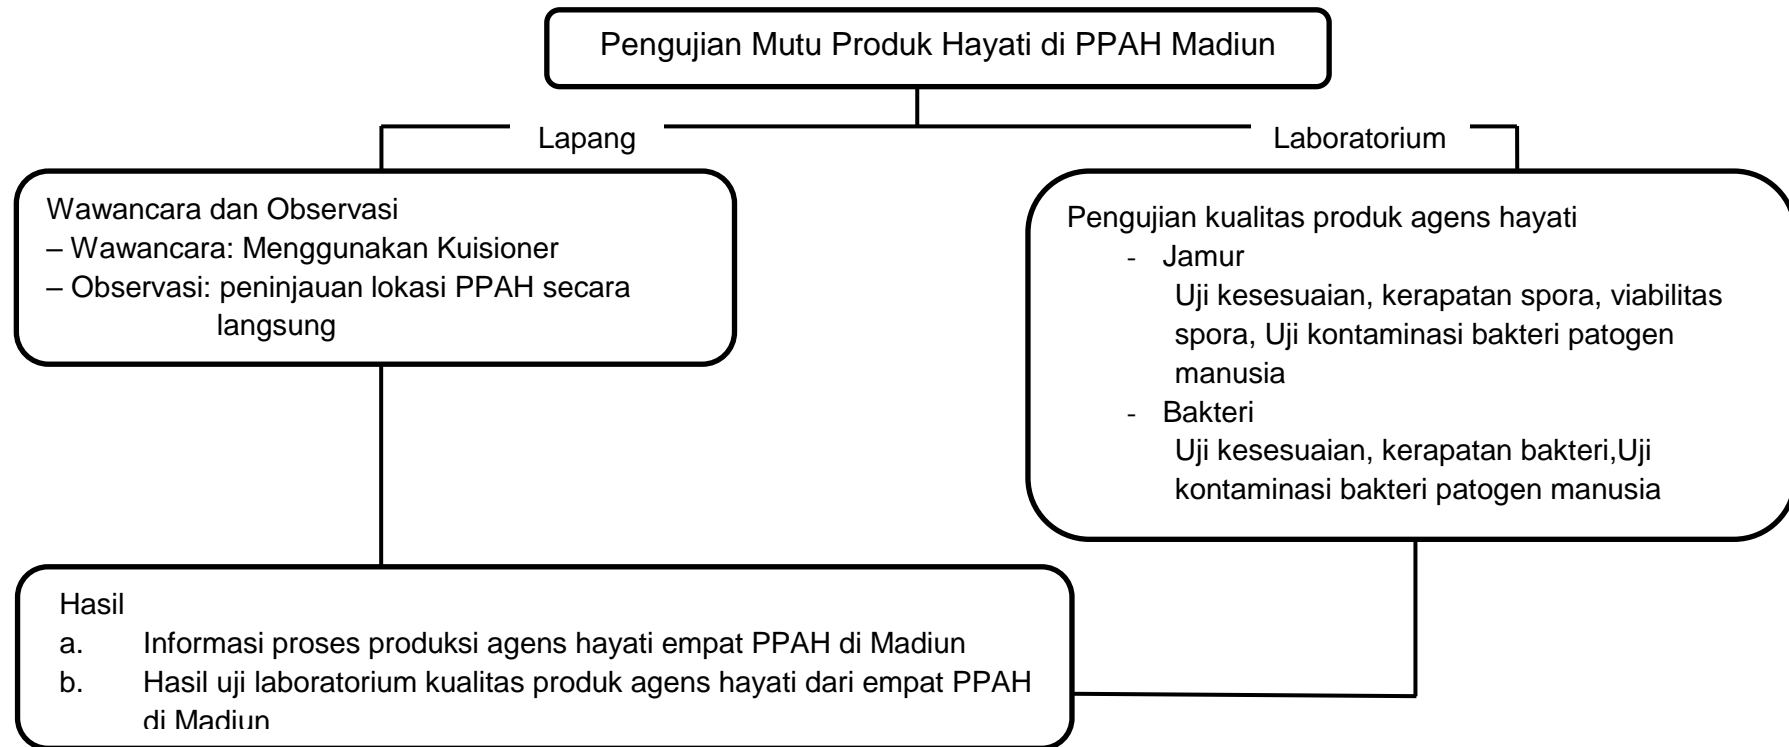 Pengujian Mutu Produk Hayati di PPAH Madiun
Lapang
Laboratorium
Wawancara dan Observasi
– Wawancara: Menggunakan Kuisioner
– Observasi: peninjauan lokasi PPAH secara
langsung
Pengujian kualitas produk agens hayati
- Jamur
Uji kesesuaian, kerapatan spora, viabilitas
spora, Uji kontaminasi bakteri patogen
manusia
- Bakteri
Uji kesesuaian, kerapatan bakteri,Uji
kontaminasi bakteri patogen manusia
Hasil
a. Informasi proses produksi agens hayati empat PPAH di Madiun
b. Hasil uji laboratorium kualitas produk agens hayati dari empat PPAH
di Madiun